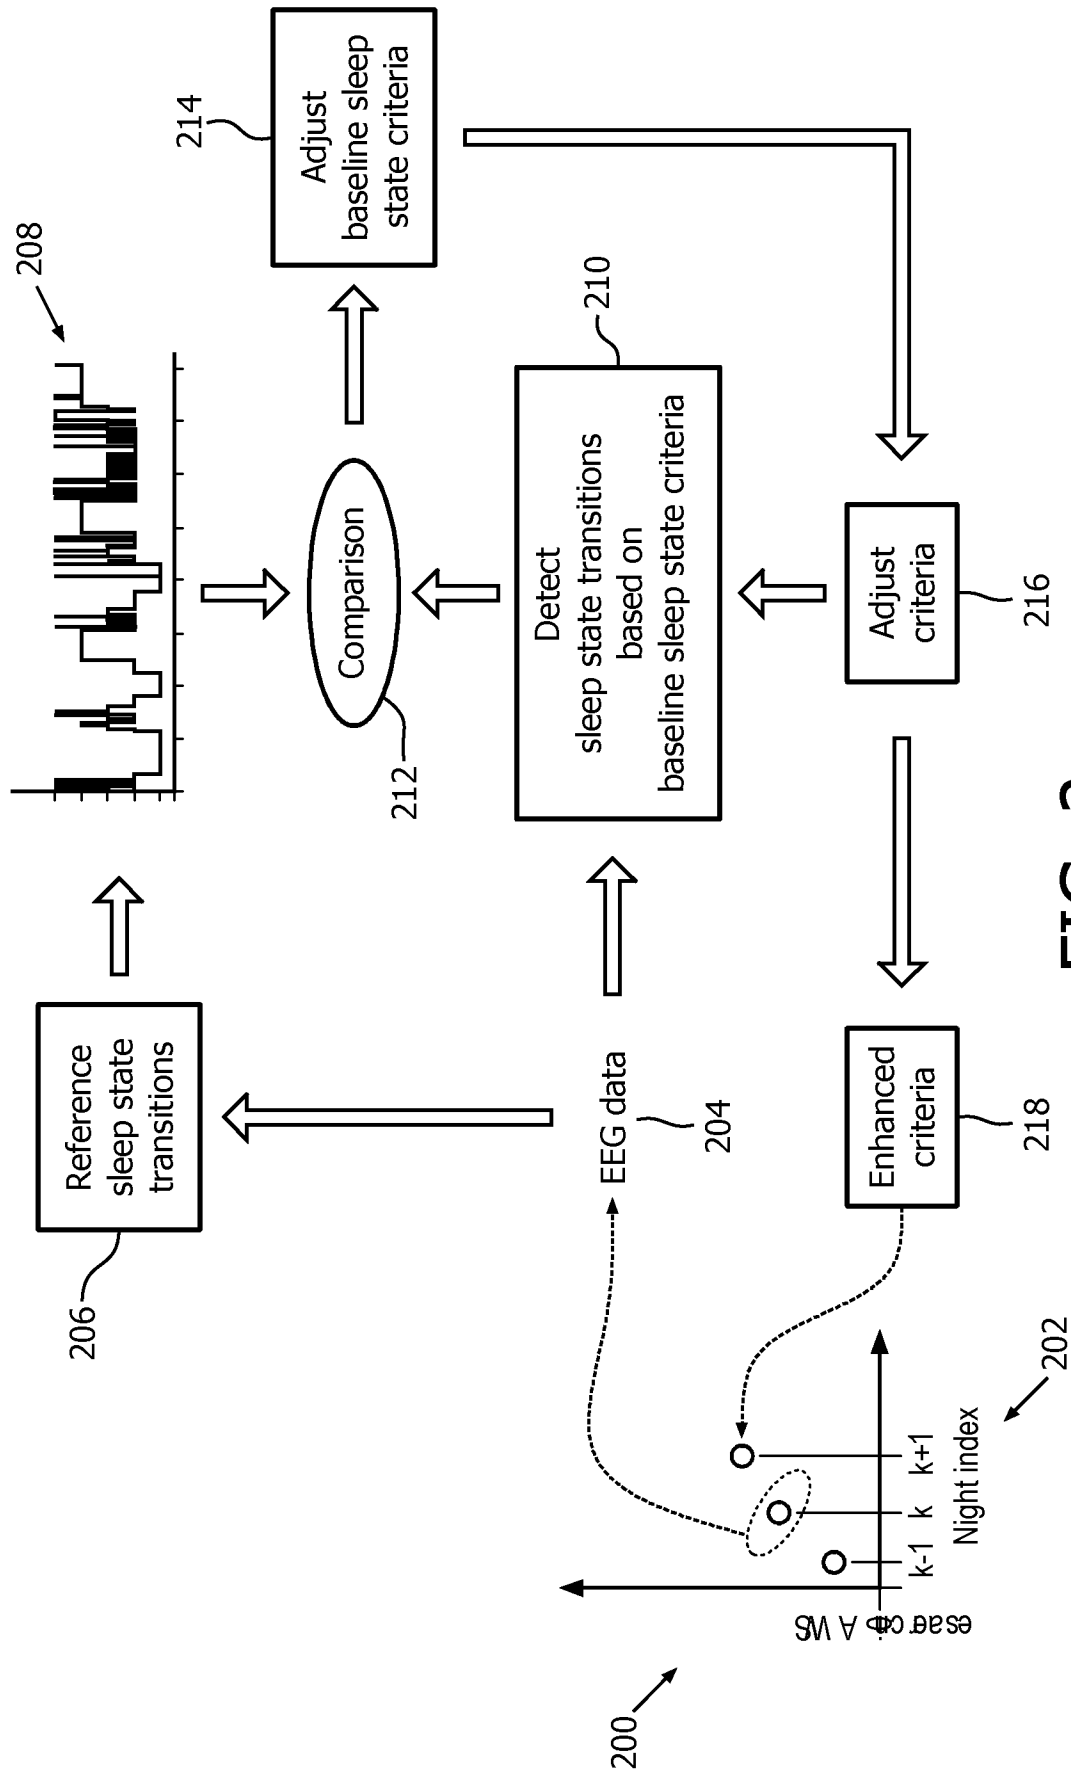 206
Reference
sleep state
transitions
208
214
Adjust
baseline sleep
state criteria
212
Comparison
200
EEG data
204
Detect
sleep state transitions
based on
baseline sleep state criteria
210
k-1
k
k+1
Night index
202
Enhanced
criteria
218
Adjust
criteria
216